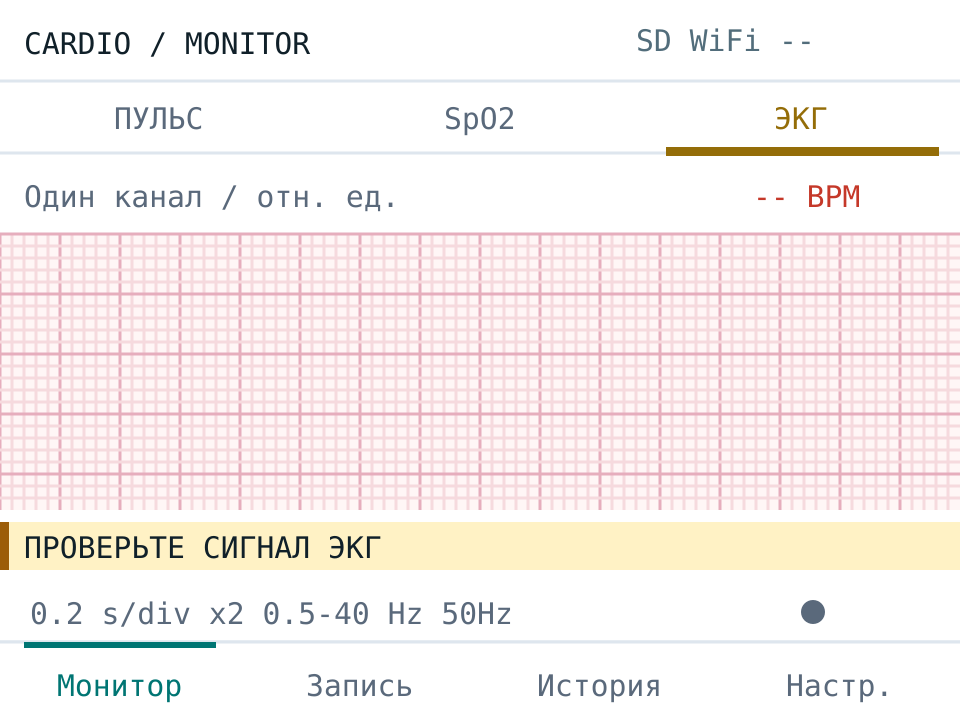 CARDIO / MONITOR SD WiFi --
ПУЛЬС SpO2 ЭКГ
Один канал / отн. ед. -- BPM
ПРОВЕРЬТЕ СИГНАЛ ЭКГ
0.2 s/div x2 0.5-40 Hz 50Hz
Монитор Запись История Настр.